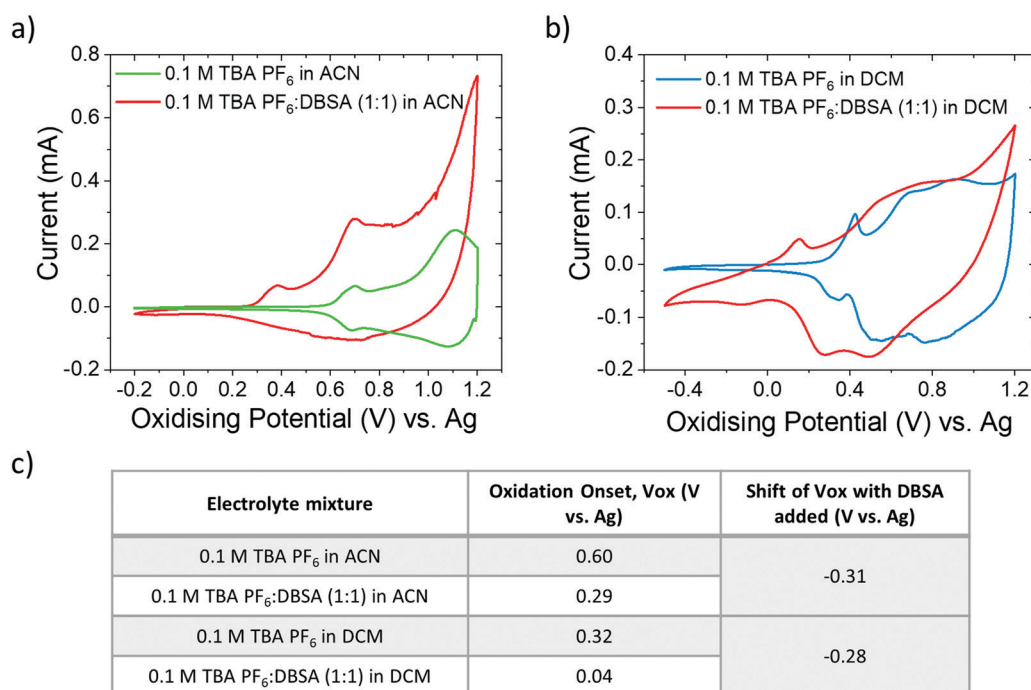 a)
0.8
0.6
0.4
0.2
0.0
-0.2
Current (mA)
0.1 M TBA PF₆ in ACN
0.1 M TBA PF₆:DBSA (1:1) in ACN
-0.2 0.0 0.2 0.4 0.6 0.8 1.0 1.2
Oxidising Potential (V) vs. Ag
b)
0.4
0.3
0.2
0.1
0.0
-0.1
-0.2
Current (mA)
0.1 M TBA PF₆ in DCM
0.1 M TBA PF₆:DBSA (1:1) in DCM
-0.4 0.0 0.4 0.8 1.2
Oxidising Potential (V) vs. Ag
c)
Electrolyte mixture
Oxidation Onset, Vox (V
vs. Ag)
Shift of Vox with DBSA
added (V vs. Ag)
0.1 M TBA PF₆ in ACN
0.60
-0.31
0.1 M TBA PF₆:DBSA (1:1) in ACN
0.29
0.1 M TBA PF₆ in DCM
0.32
-0.28
0.1 M TBA PF₆:DBSA (1:1) in DCM
0.04